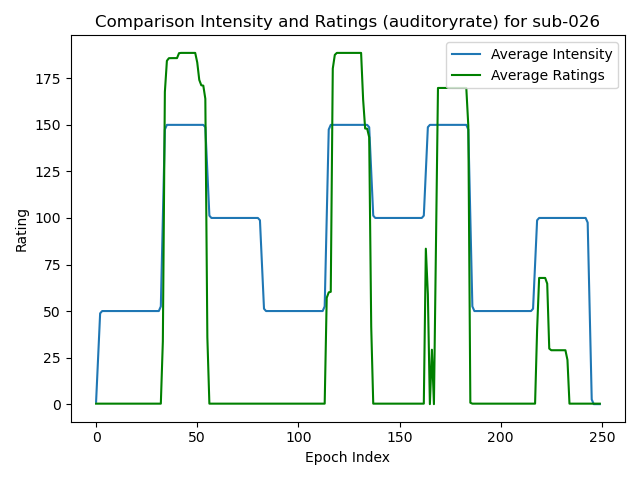 Comparison Intensity and Ratings (auditoryrate) for sub-026
Average Intensity
Average Ratings
Rating
175
150
125
100
75
50
25
0
0 50 100 150 200 250
Epoch Index